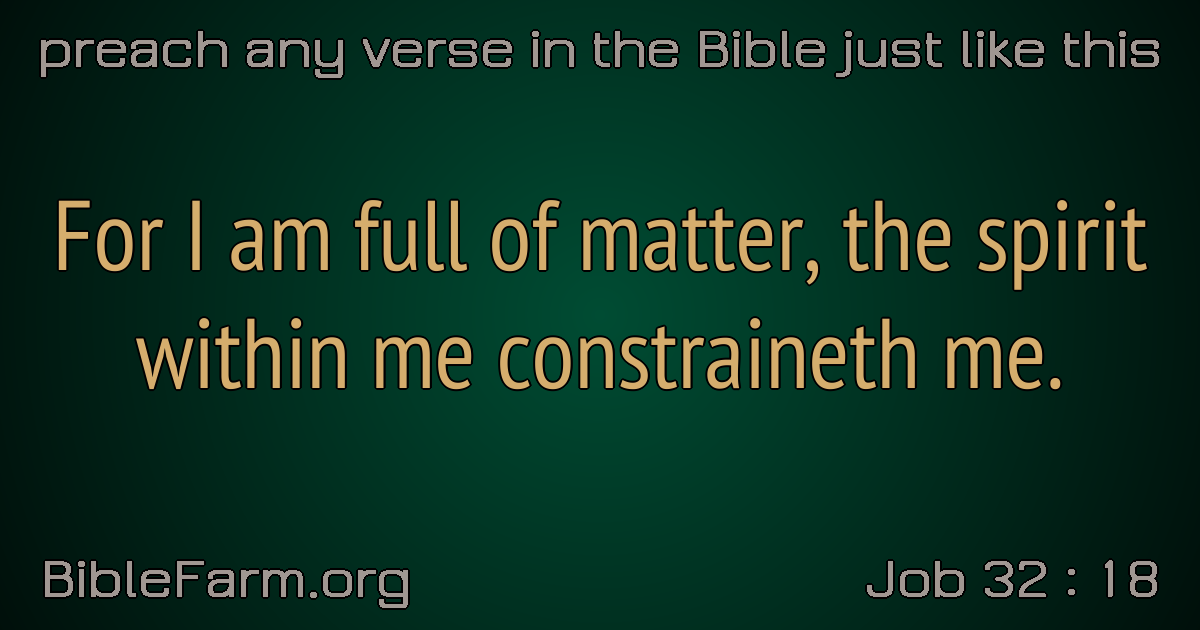 preach any verse in the Bible just like this
For I am full of matter, the spirit
within me constraineth me.
BibleFarm.org
Job 32 : 18